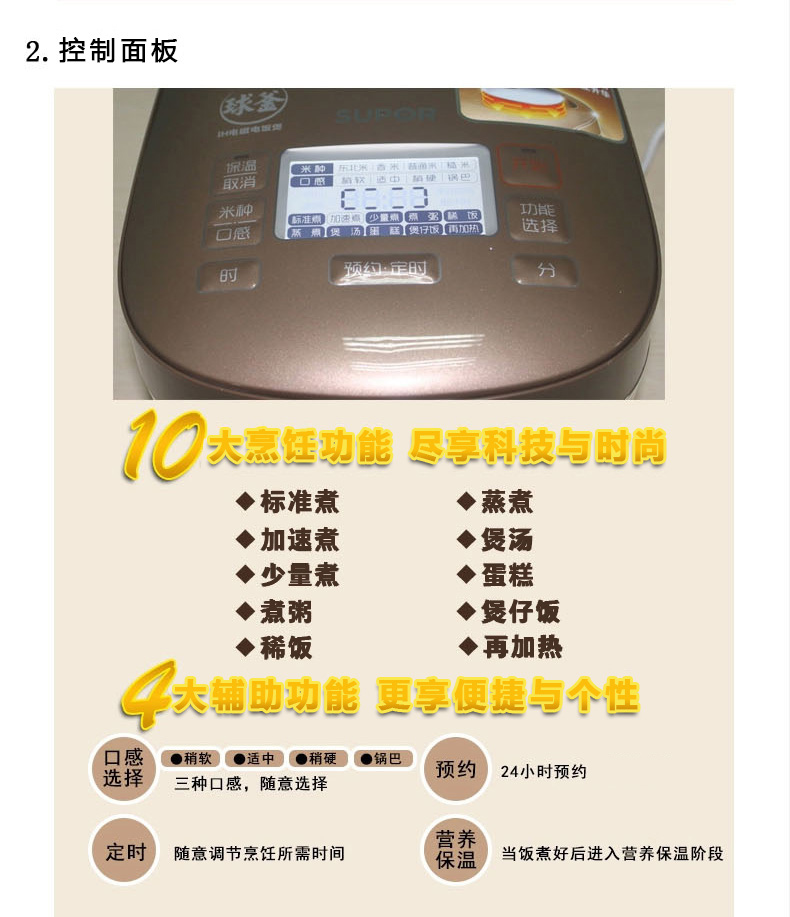 2. 控制面板
球釜
IH电磁电饭煲
SUPOR
保温
取消
米种
口感
时
米种 东北米 香米 普通米 糙米
口感 稍软 适中 稍硬 锅巴
标准煮 加速煮 少量煮 煮粥 稀饭
蒸煮 煲汤 蛋糕 煲仔饭 再加热
预约·定时
功能
选择
分
10大烹饪功能 尽享科技与时尚
◆标准煮 ◆蒸煮
◆加速煮 ◆煲汤
◆少量煮 ◆蛋糕
◆煮粥 ◆煲仔饭
◆稀饭 ◆再加热
4大辅助功能 更享便捷与个性
口感
选择
●稍软 ●适中 ●稍硬 ●锅巴
三种口感，随意选择
预约 24小时预约
定时 随意调节烹饪所需时间
营养
保温
当饭煮好后进入营养保温阶段